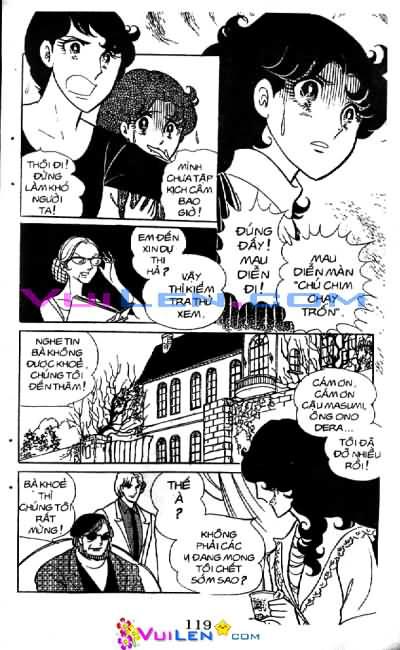 THÔI ĐI!
ĐỪNG
LÀM KHÓ
NGƯỜI
TA!
MÌNH
CHƯA TẬP
KỊCH CÂM
BAO
GIỜ!
ĐÚNG
ĐẤY!
MAU
DIỄN
ĐI!
MAU
DIỄN MÀN
"CHÚ CHIM
CHẠY
TRỐN".
EM ĐẾN
XIN DỰ
THI
HẢ?
VẬY
THÌ KIỂM
TRA THỬ
XEM.
VUILEN.COM
NGHE TIN
BÀ KHÔNG
ĐƯỢC KHOẺ
CHÚNG TÔI
ĐẾN THĂM!
CẢM ƠN.
CẢM ƠN
CẬU MASUMI,
ÔNG ONO
DERA...
TÔI ĐÃ
ĐỠ NHIỀU
RỒI!
BÀ KHOẺ
THÌ
CHÚNG TÔI
RẤT
MỪNG!
THẾ
À?
KHÔNG
PHẢI CÁC
VỊ ĐANG MONG
TÔI CHẾT
SỚM SAO?
119
VUILEN.COM